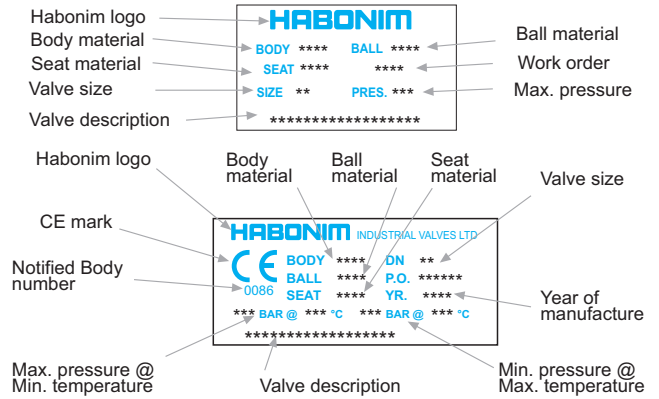 Habonim logo
HABONIM
Body material
Ball material
BODY **** BALL ****
Seat material
Work order
SEAT **** ****
Valve size
Max. pressure
SIZE ** PRES. ***
Valve description
******************
Habonim logo
Body material
Ball material
Seat material
Valve size
CE mark
HABONIM INDUSTRIAL VALVES LTD
CE
BODY **** DN **
Notified Body number
BALL **** P.O. ******
0086
SEAT **** YR. ****
Year of manufacture
*** BAR @ *** °C *** BAR @ *** °C
******************
Max. pressure @
Min. temperature
Valve description
Min. pressure @
Max. temperature